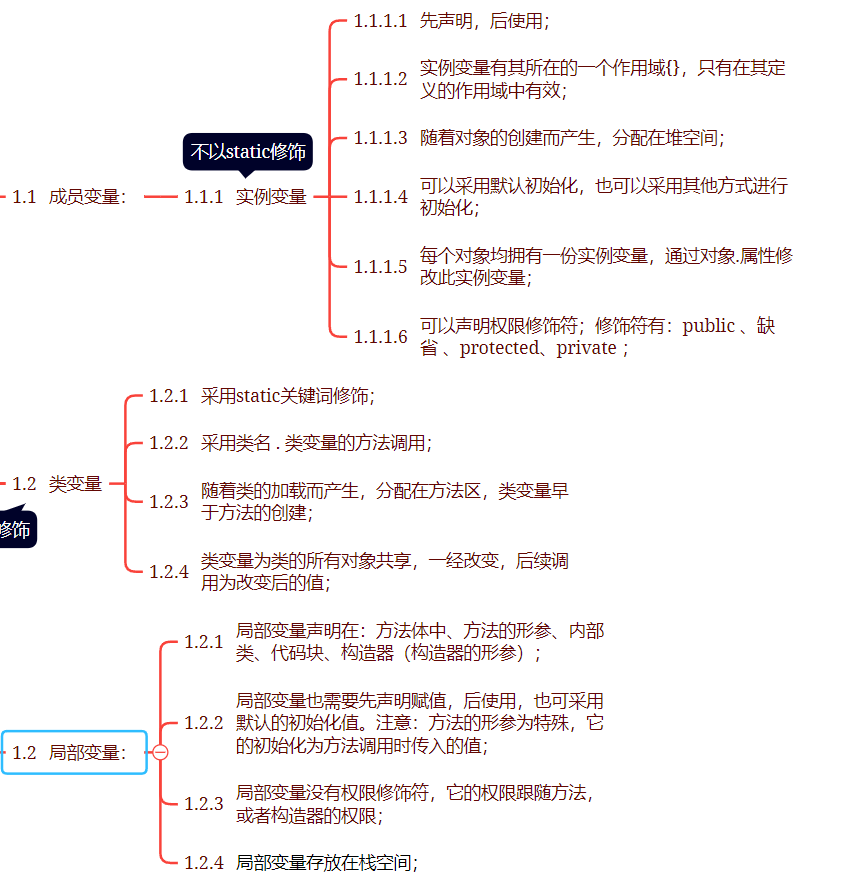 1.1.1.1 先声明，后使用；
1.1.1.2 实例变量有其所在的一个作用域{}，只有在其定
义的作用域中有效；
1.1.1.3 随着对象的创建而产生，分配在堆空间；
不以static修饰
1.1 成员变量：
1.1.1 实例变量
1.1.1.4 可以采用默认初始化，也可以采用其他方式进行
初始化；
1.1.1.5 每个对象均拥有一份实例变量，通过对象.属性修
改此实例变量；
1.1.1.6 可以声明权限修饰符；修饰符有：public 、缺
省 、protected、private ；
1.2 类变量
修饰
1.2.1 采用static关键词修饰；
1.2.2 采用类名 . 类变量的方法调用；
1.2.3 随着类的加载而产生，分配在方法区，类变量早
于方法的创建；
1.2.4 类变量为类的所有对象共享，一经改变，后续调
用为改变后的值；
1.2 局部变量：
1.2.1 局部变量声明在：方法体中、方法的形参、内部
类、代码块、构造器（构造器的形参）；
1.2.2 局部变量也需要先声明赋值，后使用，也可采用
默认的初始化值。注意：方法的形参为特殊，它
的初始化为方法调用时传入的值；
1.2.3 局部变量没有权限修饰符，它的权限跟随方法，
或者构造器的权限；
1.2.4 局部变量存放在栈空间；